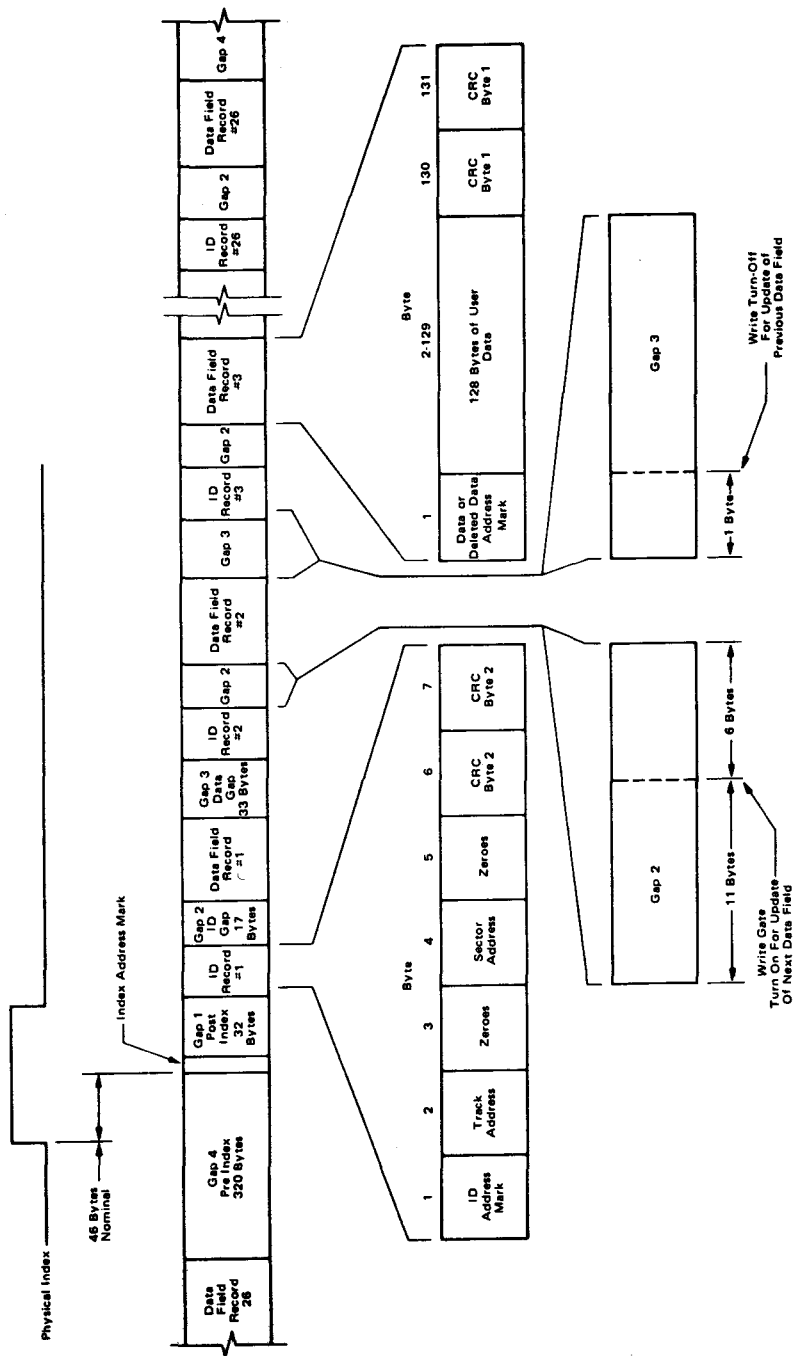 Physical Index
46 Bytes
Nominal
Index Address Mark
Data
Field
Record
26
Gap 4
Pre Index
320 Bytes
Gap 1
Post
Index
32
Bytes
ID
Record
#1
Gap 2
ID
Gap
17
Bytes
Data Field
Record
#1
Gap 3
Data
Gap
33 Bytes
ID
Record
#2
Gap 2
Data Field
Record
#2
Gap 3
ID
Record
#3
Gap 2
Data Field
Record
#3
ID
Record
#26
Gap 2
Data Field
Record
#26
Gap 4
Byte
1
2
3
4
5
6
7
ID
Address
Mark
Track
Address
Zeroes
Sector
Address
Zeroes
CRC
Byte 2
CRC
Byte 2
Byte
1
2-129
130
131
Data or
Deleted Data
Address
Mark
128 Bytes of User
Data
CRC
Byte 1
CRC
Byte 1
Gap 2
11 Bytes
6 Bytes
Write Gate
Turn On For Update
Of Next Data Field
Gap 3
1 Byte
Write Turn-Off
For Update of
Previous Data Field